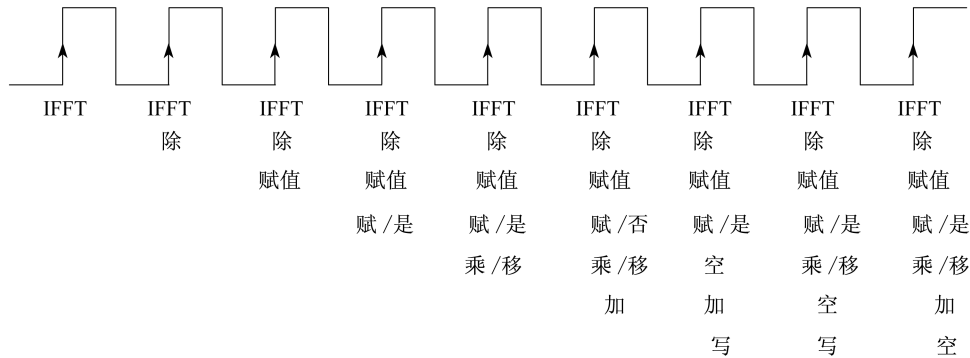 IFFT IFFT IFFT IFFT IFFT IFFT IFFT IFFT IFFT
除 除 除 除 除 除 除 除
赋值 赋值 赋值 赋值 赋值 赋值 赋值
赋/是 赋/是 赋/否 赋/是 赋/是 赋/是
乘/移 乘/移 空 乘/移 乘/移
加 加 空 加
写 写 空